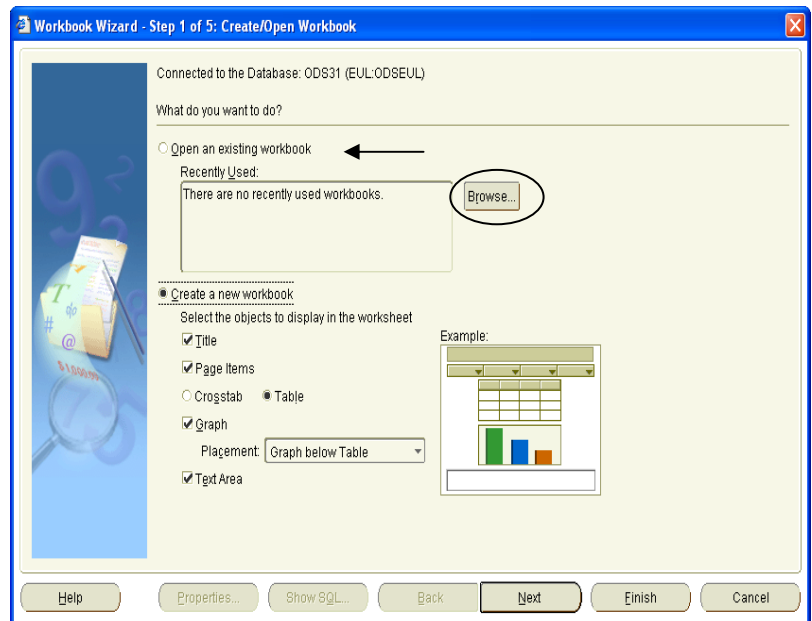 Workbook Wizard - Step 1 of 5: Create/Open Workbook
Connected to the Database: ODS31 (EUL:ODSEUL)
What do you want to do?
Open an existing workbook
Recently Used:
There are no recently used workbooks.
Browse...
Create a new workbook
Select the objects to display in the worksheet
Title
Example:
Page Items
Crosstab Table
Graph
Placement: Graph below Table
Text Area
Help Properties... Show SQL... Back Next Finish Cancel